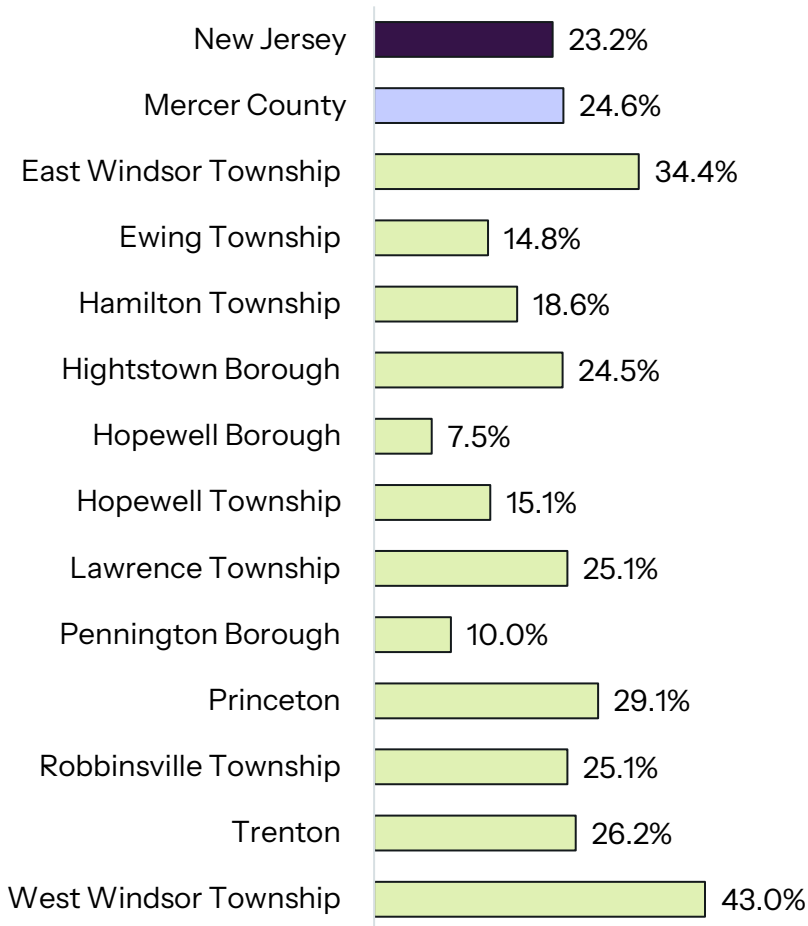 New Jersey 23.2%
Mercer County 24.6%
East Windsor Township 34.4%
Ewing Township 14.8%
Hamilton Township 18.6%
Hightstown Borough 24.5%
Hopewell Borough 7.5%
Hopewell Township 15.1%
Lawrence Township 25.1%
Pennington Borough 10.0%
Princeton 29.1%
Robbinsville Township 25.1%
Trenton 26.2%
West Windsor Township 43.0%